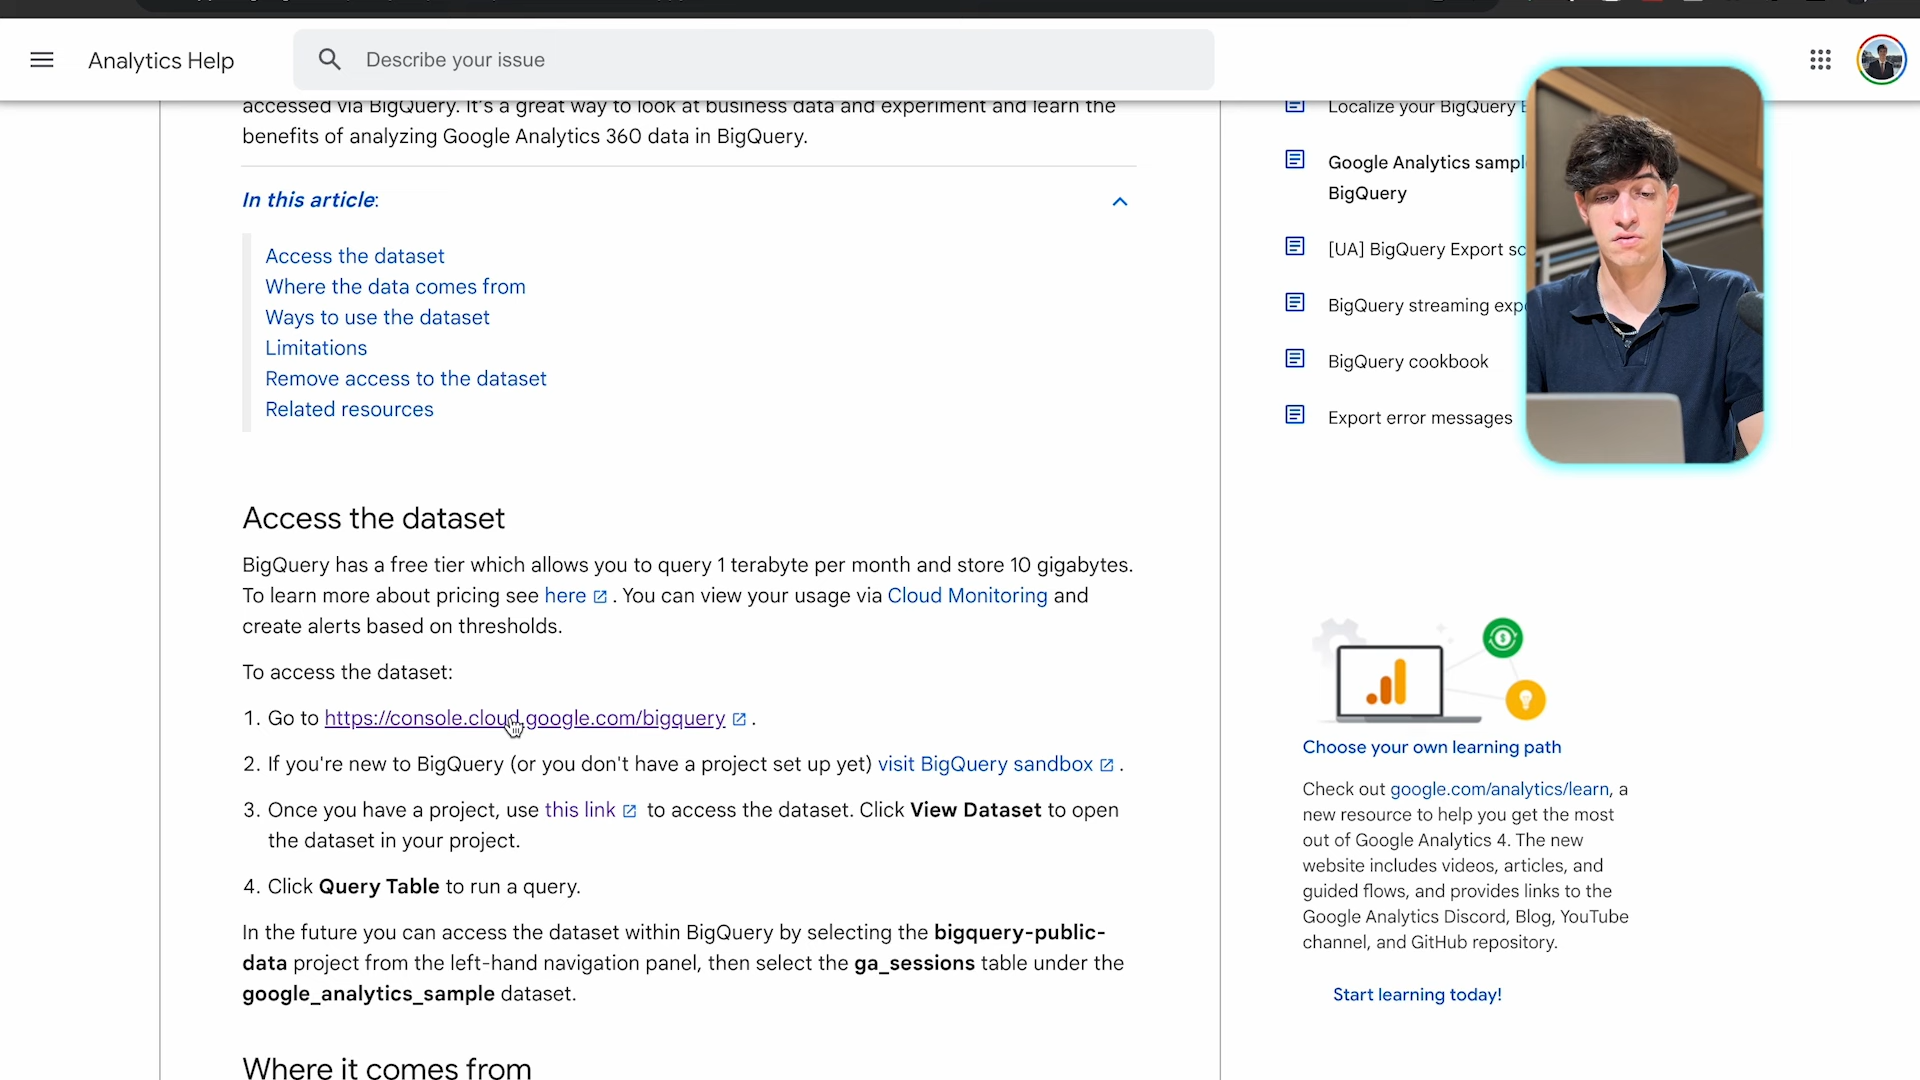 Analytics Help
Describe your issue
accessed via BigQuery. It's a great way to look at business data and experiment and learn the
benefits of analyzing Google Analytics 360 data in BigQuery.
In this article:
Access the dataset
Where the data comes from
Ways to use the dataset
Limitations
Remove access to the dataset
Related resources
Access the dataset
BigQuery has a free tier which allows you to query 1 terabyte per month and store 10 gigabytes.
To learn more about pricing see here . You can view your usage via Cloud Monitoring and
create alerts based on thresholds.
To access the dataset:
1. Go to https://console.cloud.google.com/bigquery .
2. If you're new to BigQuery (or you don't have a project set up yet) visit BigQuery sandbox .
3. Once you have a project, use this link to access the dataset. Click View Dataset to open
the dataset in your project.
4. Click Query Table to run a query.
In the future you can access the dataset within BigQuery by selecting the bigquery-public-
data project from the left-hand navigation panel, then select the ga_sessions table under the
google_analytics_sample dataset.
Where it comes from
Localize your BigQuery
Google Analytics sampl
BigQuery
[UA] BigQuery Export sc
BigQuery streaming exp
BigQuery cookbook
Export error messages
Choose your own learning path
Check out google.com/analytics/learn, a
new resource to help you get the most
out of Google Analytics 4. The new
website includes videos, articles, and
guided flows, and provides links to the
Google Analytics Discord, Blog, YouTube
channel, and GitHub repository.
Start learning today!